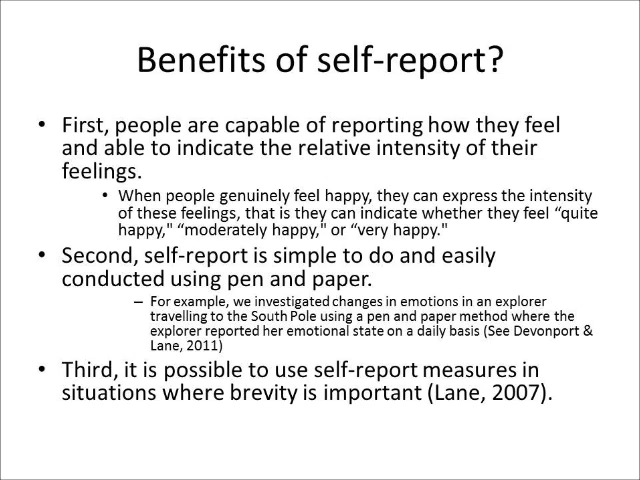 Benefits of self-report?
• First, people are capable of reporting how they feel
and able to indicate the relative intensity of their
feelings.
• When people genuinely feel happy, they can express the intensity
of these feelings, that is they can indicate whether they feel “quite
happy," “moderately happy," or “very happy."
• Second, self-report is simple to do and easily
conducted using pen and paper.
– For example, we investigated changes in emotions in an explorer
travelling to the South Pole using a pen and paper method where the
explorer reported her emotional state on a daily basis (See Devonport &
Lane, 2011)
• Third, it is possible to use self-report measures in
situations where brevity is important (Lane, 2007).